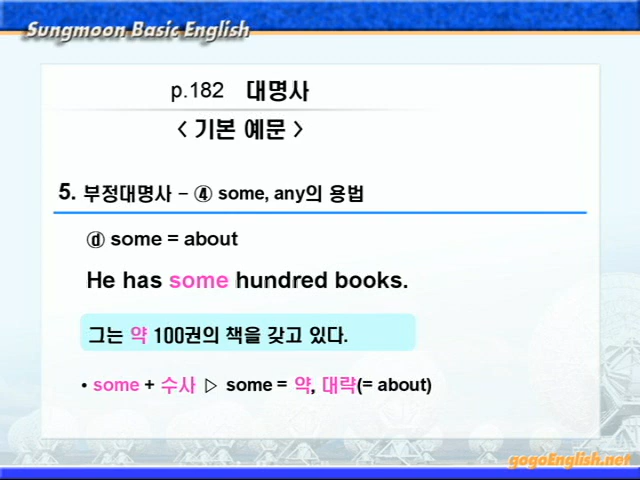 Sungmoon Basic English
p.182 대명사
< 기본 예문 >
5. 부정대명사 – ④ some, any의 용법
ⓓ some = about
He has some hundred books.
그는 약 100권의 책을 갖고 있다.
• some + 수사 ▷ some = 약, 대략(= about)
gogoEnglish.net